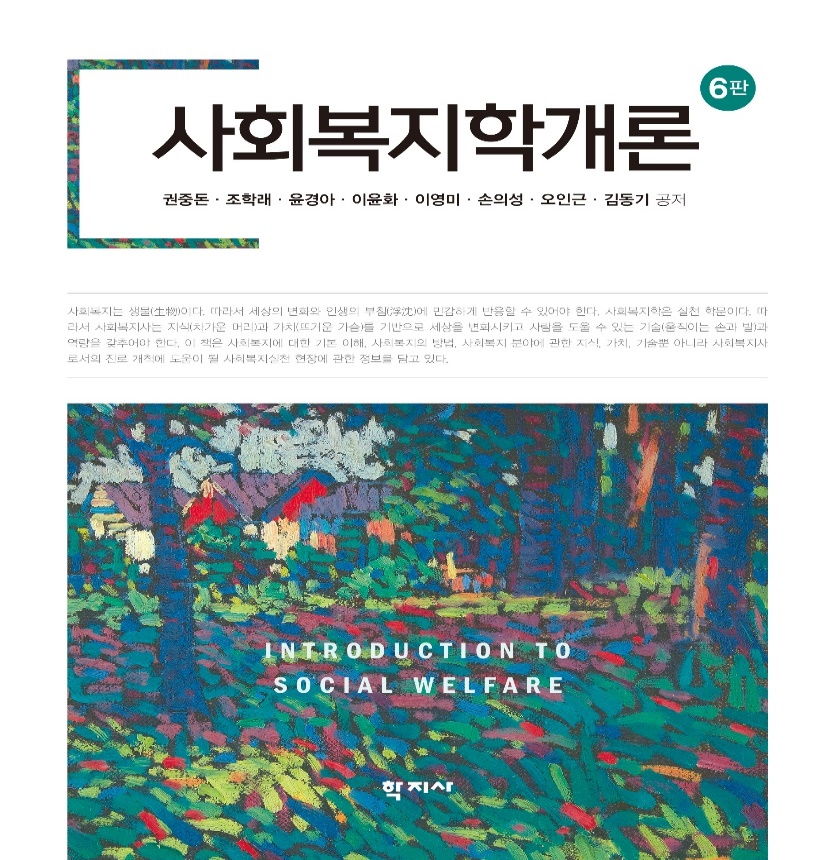 6판
사회복지학개론
권중돈 · 조학래 · 윤경아 · 이윤화 · 이영미 · 손의성 · 오인근 · 김동기 공저
사회복지는 생물(生物)이다. 따라서 세상의 변화와 인생의 부침(浮沈)에 민감하게 반응할 수 있어야 한다. 사회복지학은 실천 학문이다. 따
라서 사회복지사는 지식(차가운 머리)과 가치(뜨거운 가슴)를 기반으로 세상을 변화시키고 사람을 도울 수 있는 기술(움직이는 손과 발)과
역량을 갖추어야 한다. 이 책은 사회복지에 대한 기본 이해, 사회복지의 방법, 사회복지 분야에 관한 지식, 가치, 기술뿐 아니라 사회복지사
로서의 진로 개척에 도움이 될 사회복지실천 현장에 관한 정보를 담고 있다.
INTRODUCTION TO
SOCIAL WELFARE
학지사